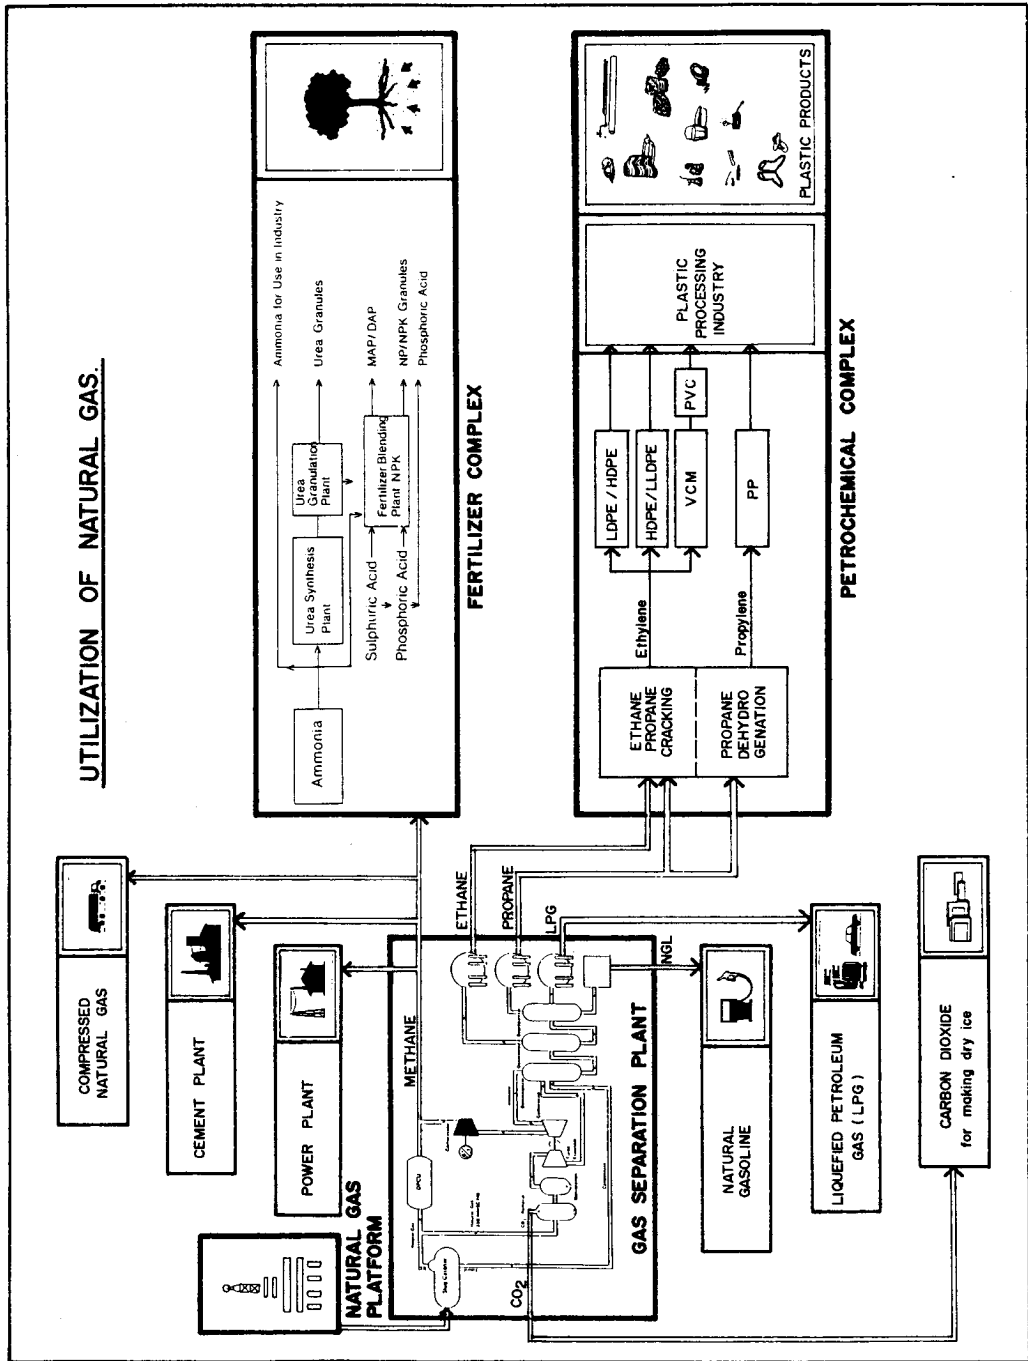 UTILIZATION OF NATURAL GAS.
COMPRESSED
NATURAL GAS
CEMENT PLANT
POWER PLANT
NATURAL GAS
PLATFORM
METHANE
ETHANE
PROPANE
LPG
NGL
CO2
Slug Catcher
DPCU
GAS SEPARATION PLANT
NATURAL
GASOLINE
LIQUEFIED PETROLEUM
GAS (LPG)
CARBON DIOXIDE
for making dry ice
Ammonia
Urea Synthesis
Plant
Urea
Granulation
Plant
Sulphuric Acid
Phosphoric Acid
Fertilizer Blending
Plant NPK
Ammonia for Use in Industry
Urea Granules
MAP/DAP
NP/NPK Granules
Phosphoric Acid
FERTILIZER COMPLEX
ETHANE
PROPANE
CRACKING
PROPANE
DEHYDRO
GENATION
Ethylene
Propylene
LDPE/HDPE
HDPE/LLDPE
VCM
PVC
PP
PLASTIC
PROCESSING
INDUSTRY
PLASTIC PRODUCTS
PETROCHEMICAL COMPLEX